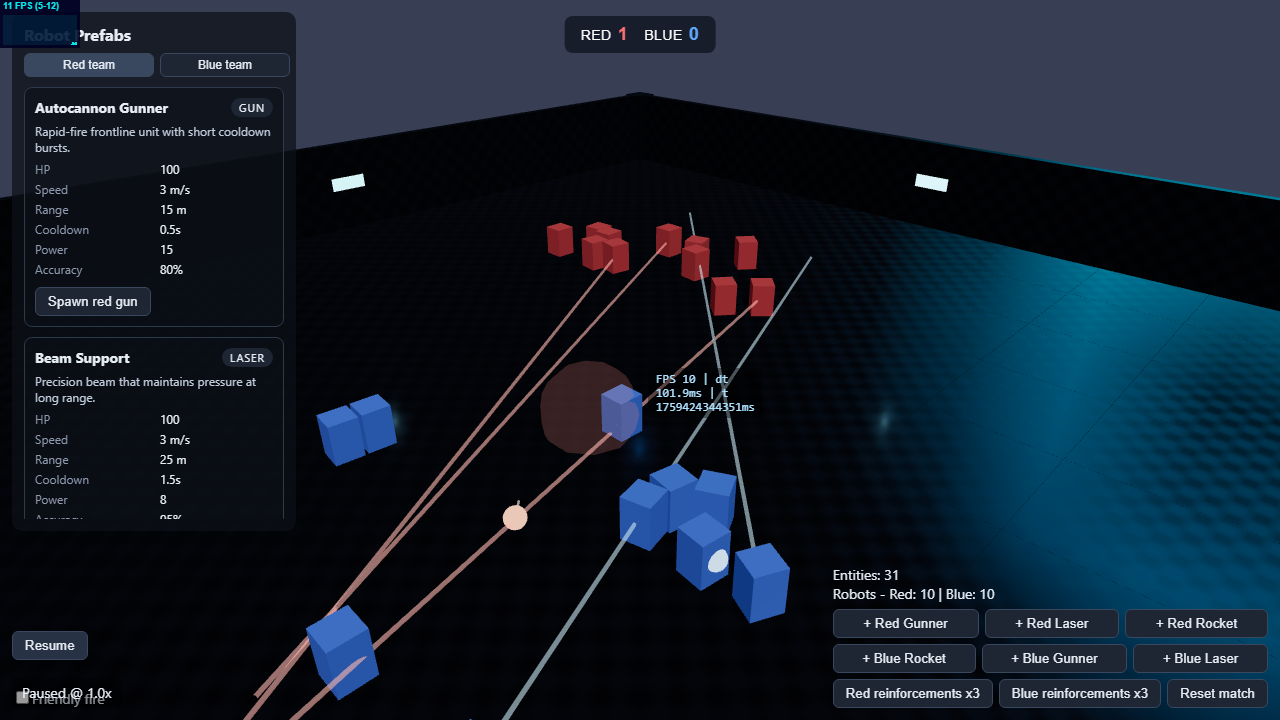 11 FPS (5-12)
Robot Prefabs
RED 1 BLUE 0
Red team
Blue team
Autocannon Gunner
GUN
Rapid-fire frontline unit with short cooldown
bursts.
HP 100
Speed 3 m/s
Range 15 m
Cooldown 0.5s
Power 15
Accuracy 80%
Spawn red gun
Beam Support
LASER
Precision beam that maintains pressure at
long range.
HP 100
Speed 3 m/s
Range 25 m
Cooldown 1.5s
Power 8
Accuracy 95%
FPS 10 | dt
101.9ms | t
1759424344351ms
Resume
Paused @ 1.0x
Friendly fire
Entities: 31
Robots - Red: 10 | Blue: 10
+ Red Gunner
+ Red Laser
+ Red Rocket
+ Blue Rocket
+ Blue Gunner
+ Blue Laser
Red reinforcements x3
Blue reinforcements x3
Reset match